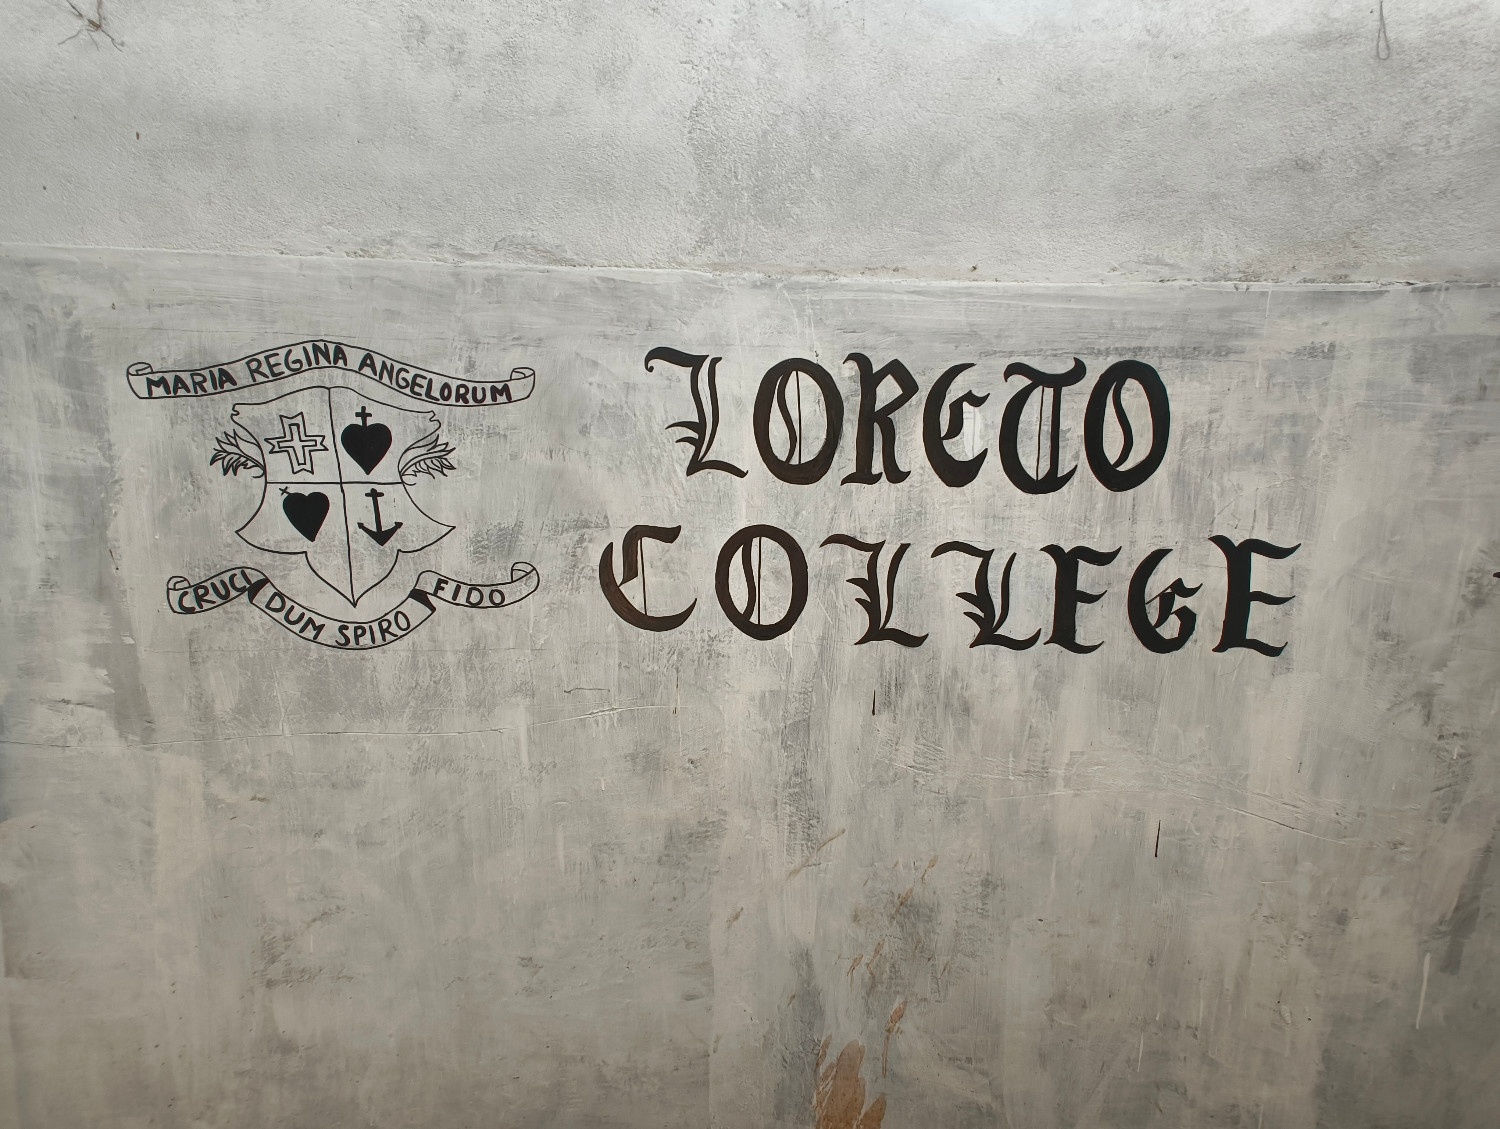 MARIA REGINA ANGELORUM
CRUCI DUM SPIRO FIDO
LORETO
COLLEGE